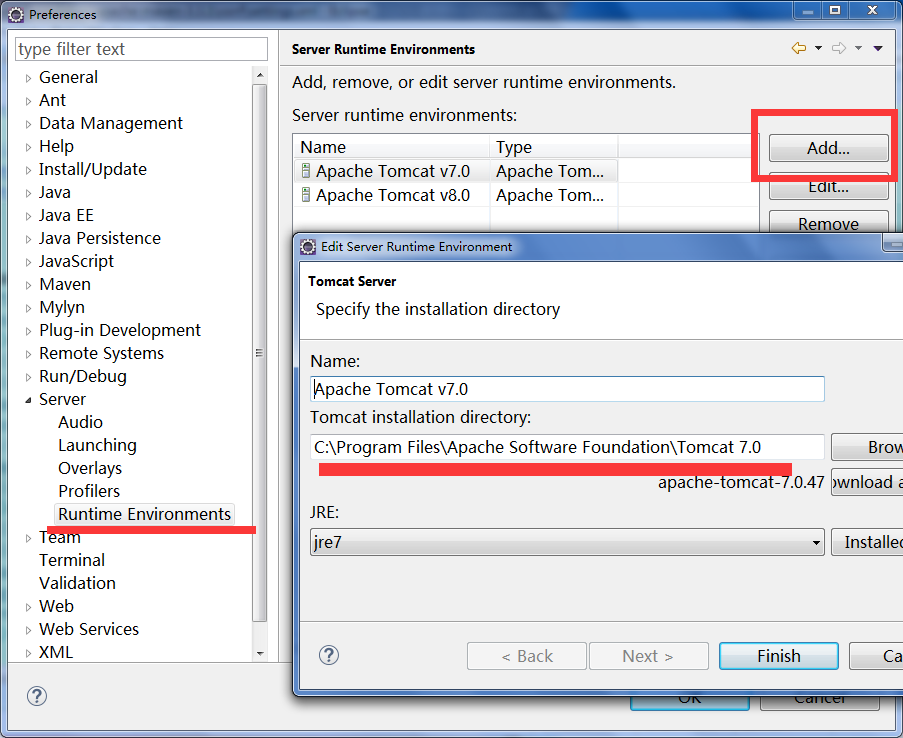 Preferences
type filter text
General
Ant
Data Management
Help
Install/Update
Java
Java EE
Java Persistence
JavaScript
Maven
Mylyn
Plug-in Development
Remote Systems
Run/Debug
Server
Audio
Launching
Overlays
Profilers
Runtime Environments
Team
Terminal
Validation
Web
Web Services
XML
Server Runtime Environments
Add, remove, or edit server runtime environments.
Server runtime environments:
Name Type
Apache Tomcat v7.0 Apache Tom...
Apache Tomcat v8.0 Apache Tom...
Add...
Edit...
Remove
Edit Server Runtime Environment
Tomcat Server
Specify the installation directory
Name:
Apache Tomcat v7.0
Tomcat installation directory:
C:\Program Files\Apache Software Foundation\Tomcat 7.0 Brow
apache-tomcat-7.0.47 ownload a
JRE:
jre7 Installed
< Back Next > Finish Ca
OK Cancel